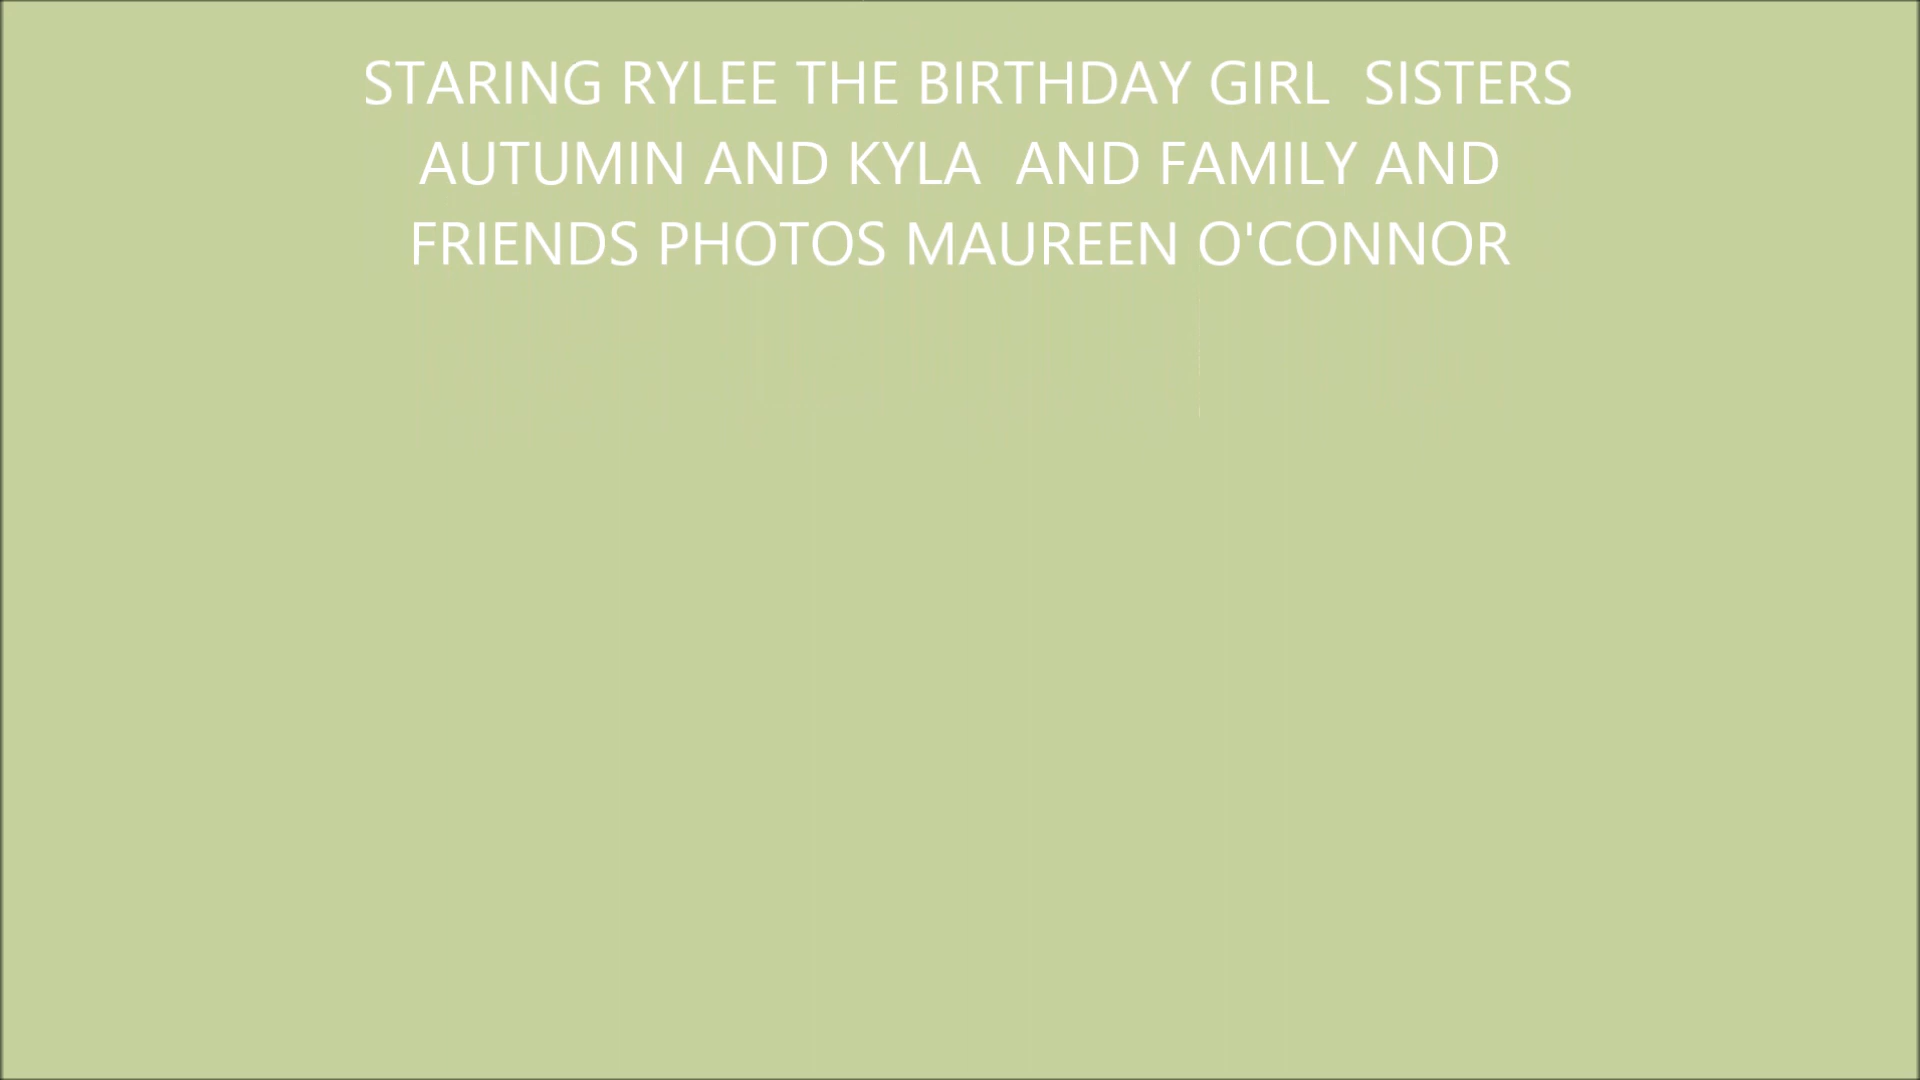 STARING RYLEE THE BIRTHDAY GIRL  SISTERS
AUTUMIN AND KYLA  AND FAMILY AND
FRIENDS PHOTOS MAUREEN O'CONNOR